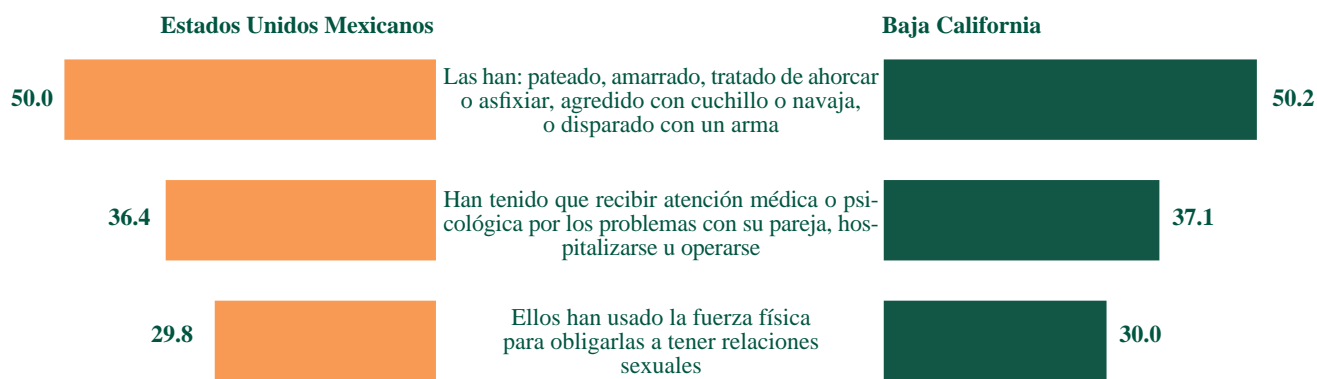 Estados Unidos Mexicanos
Baja California
50.0
Las han: pateado, amarrado, tratado de ahorcar
o asfixiar, agredido con cuchillo o navaja,
o disparado con un arma
50.2
36.4
Han tenido que recibir atención médica o psi-
cológica por los problemas con su pareja, hos-
pitalizarse u operarse
37.1
29.8
Ellos han usado la fuerza física
para obligarlas a tener relaciones
sexuales
30.0